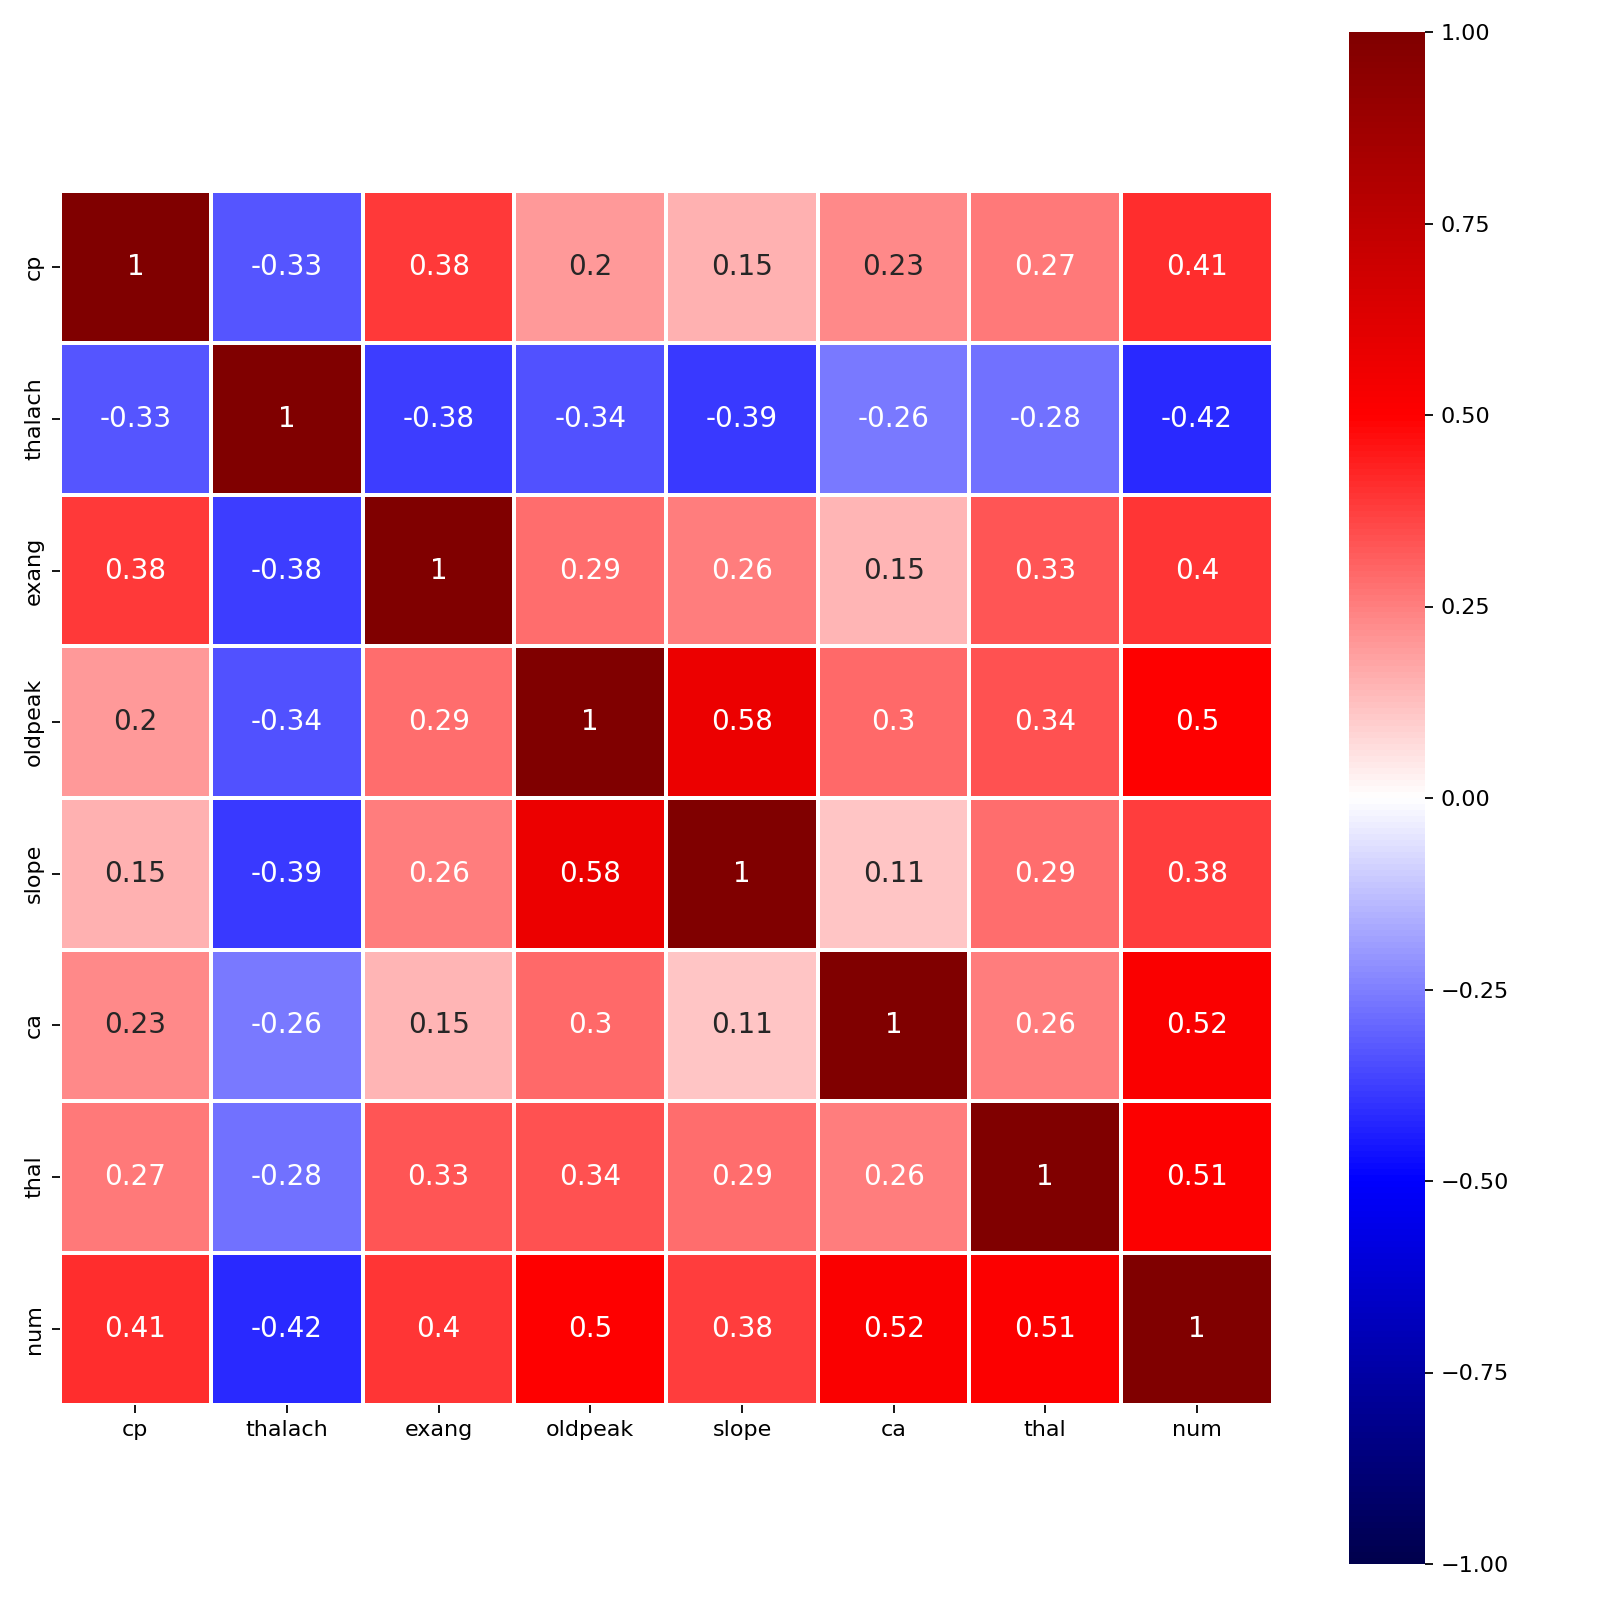 cp 1 -0.33 0.38 0.2 0.15 0.23 0.27 0.41
thalach -0.33 1 -0.38 -0.34 -0.39 -0.26 -0.28 -0.42
exang 0.38 -0.38 1 0.29 0.26 0.15 0.33 0.4
oldpeak 0.2 -0.34 0.29 1 0.58 0.3 0.34 0.5
slope 0.15 -0.39 0.26 0.58 1 0.11 0.29 0.38
ca 0.23 -0.26 0.15 0.3 0.11 1 0.26 0.52
thal 0.27 -0.28 0.33 0.34 0.29 0.26 1 0.51
num 0.41 -0.42 0.4 0.5 0.38 0.52 0.51 1
cp thalach exang oldpeak slope ca thal num
1.00
0.75
0.50
0.25
0.00
−0.25
−0.50
−0.75
−1.00